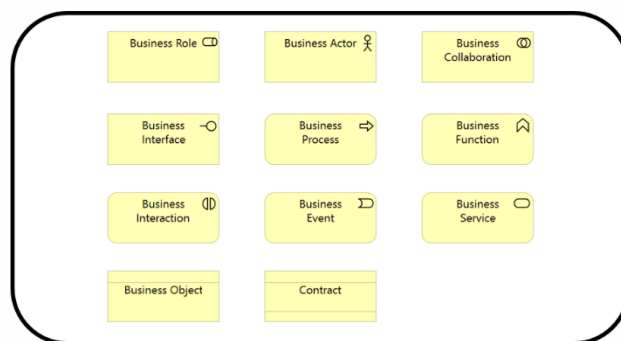 Business Role
Business Actor
Business
Collaboration
Business
Interface
Business
Process
Business
Function
Business
Interaction
Business
Event
Business
Service
Business Object
Contract